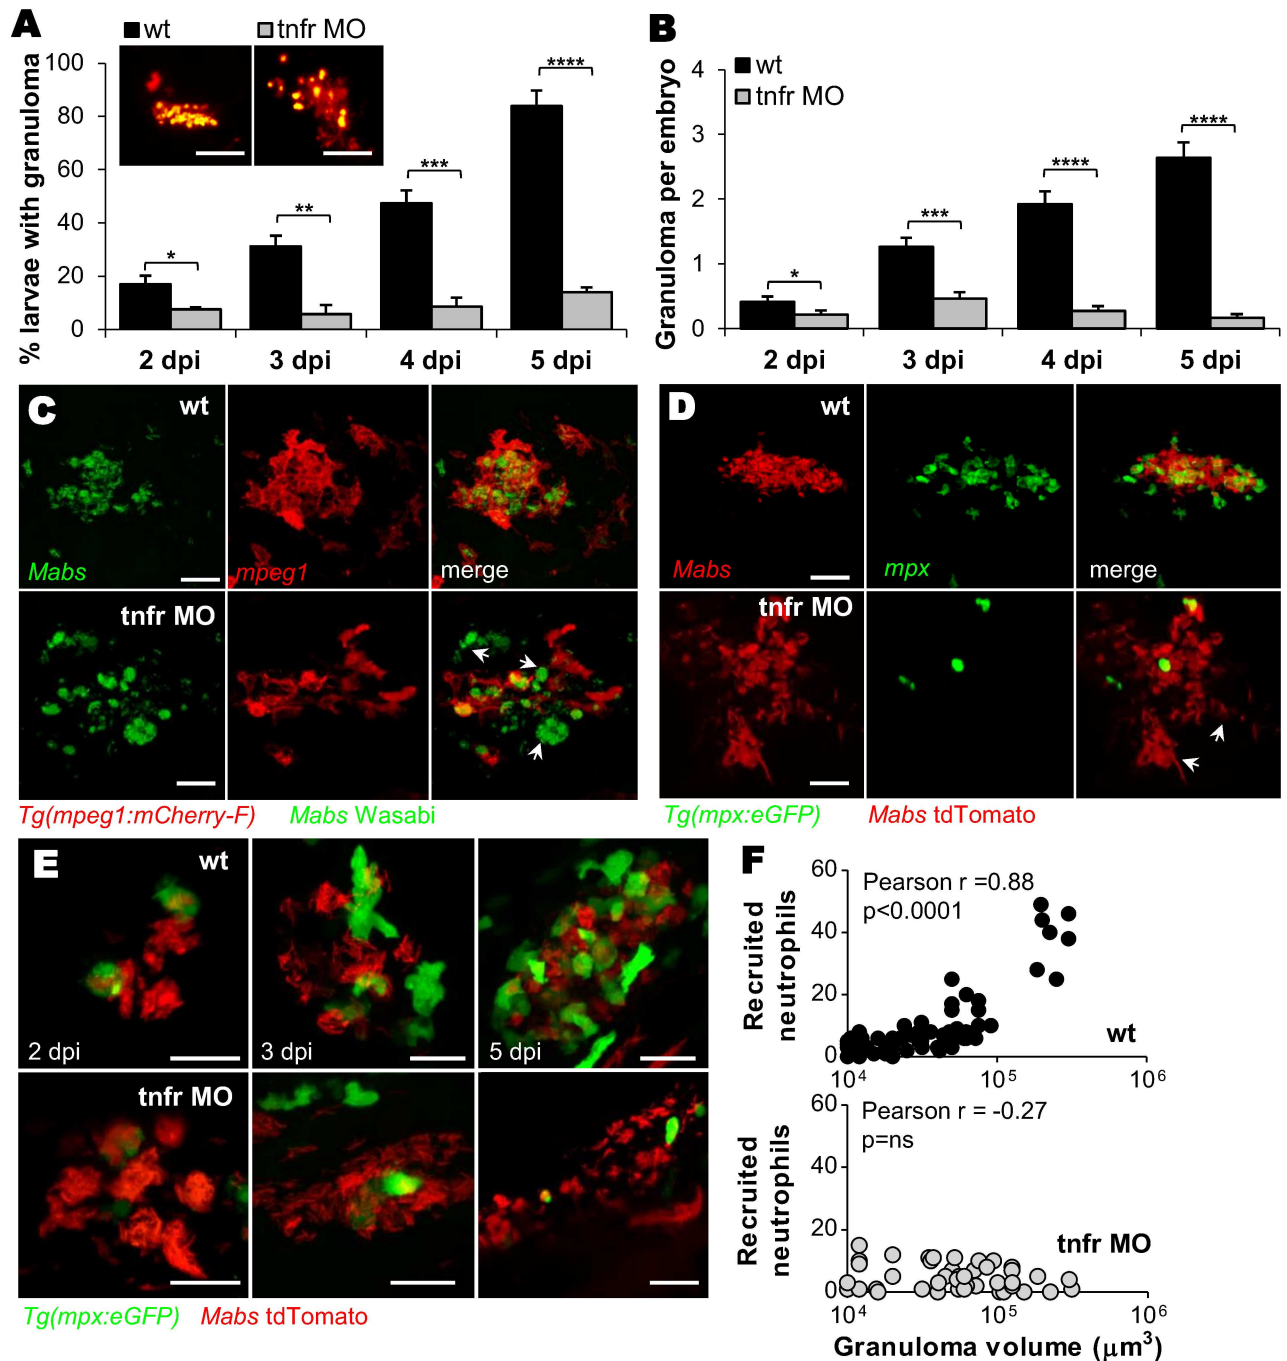 A
wt
tnfr MO
% larvae with granuloma
100
80
60
40
20
0
*
**
***
****
2 dpi
3 dpi
4 dpi
5 dpi
B
wt
tnfr MO
Granuloma per embryo
4
3
2
1
0
*
***
****
****
2 dpi
3 dpi
4 dpi
5 dpi
C
wt
Mabs
mpeg1
merge
tnfr MO
Tg(mpeg1:mCherry-F) Mabs Wasabi
D
wt
Mabs
mpx
merge
tnfr MO
Tg(mpx:eGFP) Mabs tdTomato
E
wt
2 dpi
3 dpi
5 dpi
tnfr MO
Tg(mpx:eGFP) Mabs tdTomato
F
Recruited
neutrophils
60
40
20
0
Pearson r =0.88
p<0.0001
wt
10⁴ 10⁵ 10⁶
Recruited
neutrophils
60
40
20
0
Pearson r = -0.27
p=ns
tnfr MO
10⁴ 10⁵ 10⁶
Granuloma volume (μm³)